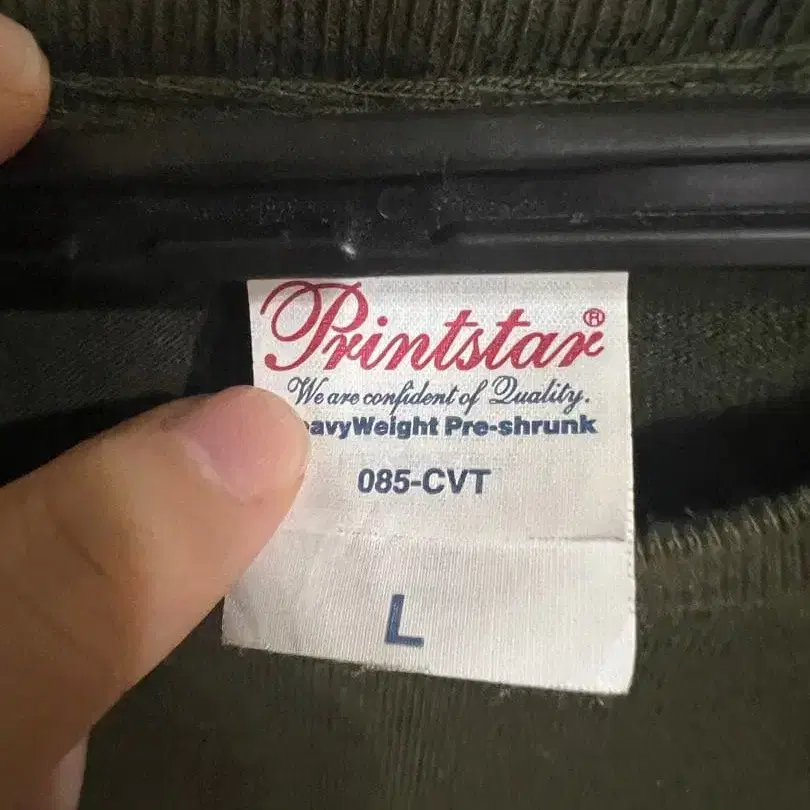 Printstar®
We are confident of Quality.
avyWeight Pre-shrunk
085-CVT
L